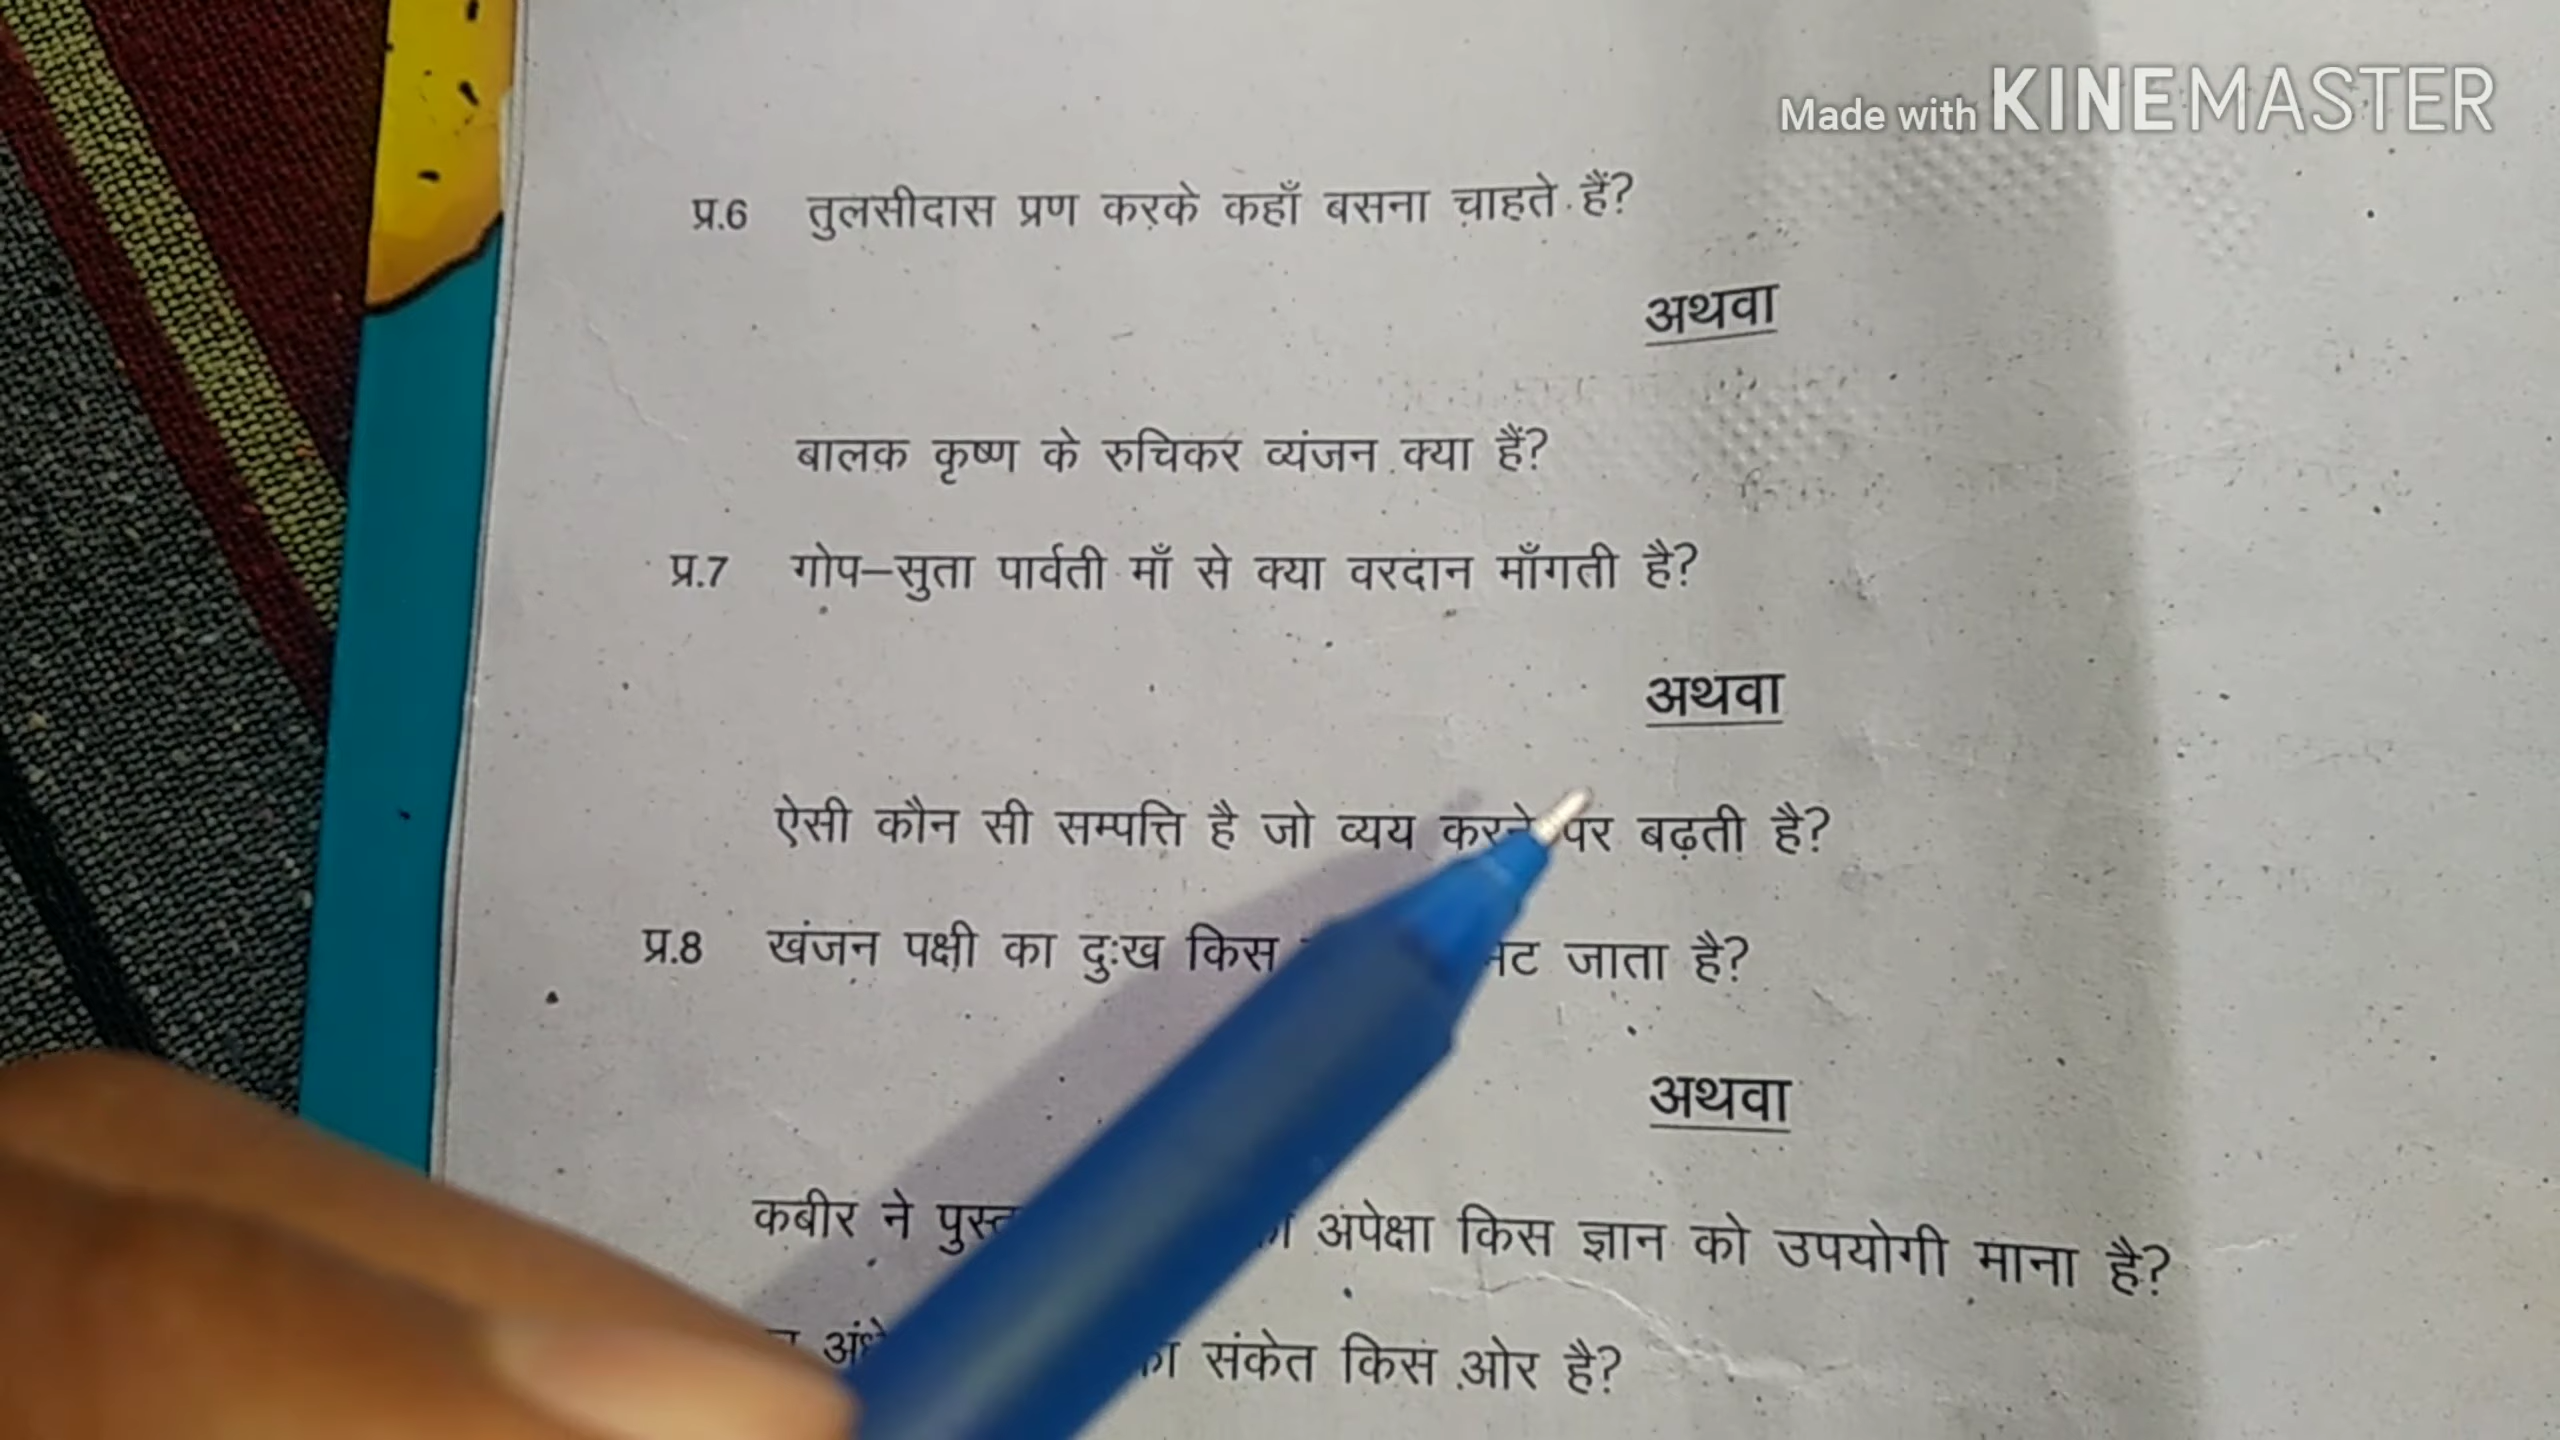 Made with KINEMASTER
प्र.6 तुलसीदास प्रण करके कहाँ बसना चाहते हैं?
अथवा
बालक कृष्ण के रुचिकर व्यंजन क्या हैं?
प्र.7 गोप–सुता पार्वती माँ से क्या वरदान माँगती है?
अथवा
ऐसी कौन सी सम्पत्ति है जो व्यय करने पर बढ़ती है?
प्र.8 खंजन पक्षी का दुःख किस जाता है?
अथवा
कबीर ने अपेक्षा किस ज्ञान को उपयोगी माना है?
संकेत किस ओर है?